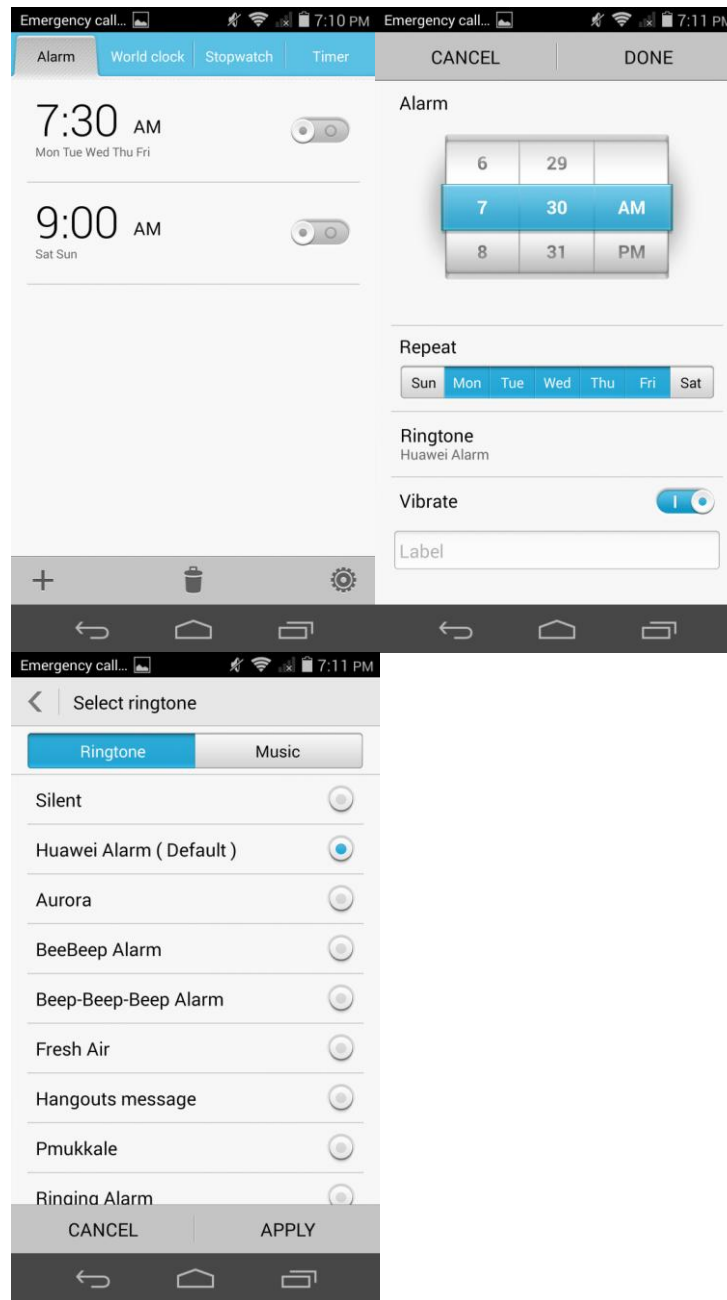 Emergency call... 7:10 PM
Alarm World clock Stopwatch Timer
7:30 AM
Mon Tue Wed Thu Fri
9:00 AM
Sat Sun
Emergency call... 7:11 PM
CANCEL DONE
Alarm
6 29
7 30 AM
8 31 PM
Repeat
Sun Mon Tue Wed Thu Fri Sat
Ringtone
Huawei Alarm
Vibrate
Label
Emergency call... 7:11 PM
Select ringtone
Ringtone Music
Silent
Huawei Alarm ( Default )
Aurora
BeeBeep Alarm
Beep-Beep-Beep Alarm
Fresh Air
Hangouts message
Pmukkale
Ringing Alarm
CANCEL APPLY